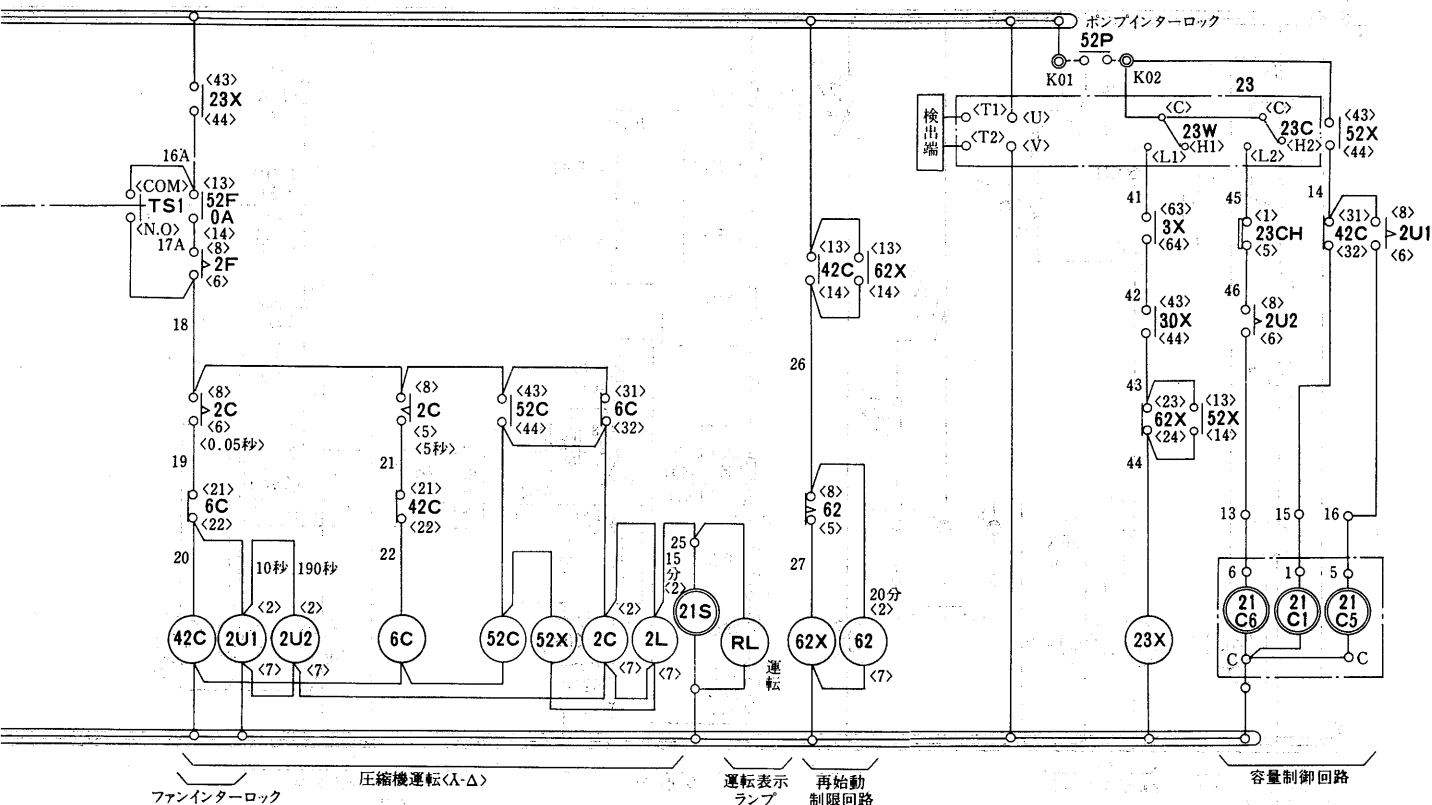 ポンプインターロック
52P
K01
K02
23
<43>
23X
<44>
検出端
<T1>
<U>
<T2>
<V>
<C>
23W
<H1>
<L1>
<C>
23C
<H2>
<L2>
<43>
52X
<44>
16A
<COM>
TS1
<N.O>
17A
<13>
52F
0A
<14>
<8>
2F
<6>
18
41
<63>
3X
<64>
45
<1>
23CH
<5>
14
<31>
42C
<32>
<8>
2U1
<6>
<13>
42C
<14>
<13>
62X
<14>
42
<43>
30X
<44>
46
<8>
2U2
<6>
26
<8>
2C
<6>
<0.05秒>
<8>
2C
<5>
<5秒>
<43>
52C
<44>
<31>
6C
<32>
43
<23>
62X
<24>
<13>
52X
<14>
44
19
<21>
6C
<22>
21
<21>
42C
<22>
<8>
62
<5>
13
15
16
20
10秒
190秒
22
25
15
分
<2>
27
20分
<2>
6
1
5
42C
<2>
2U1
<7>
<2>
2U2
<7>
6C
52C
52X
<2>
2C
<7>
2L
<7>
21S
RL
運転
62X
62
<7>
23X
21
C6
21
C1
21
C5
C
C
ファンインターロック
圧縮機運転<人-Δ>
運転表示
ランプ
再始動
制限回路
容量制御回路